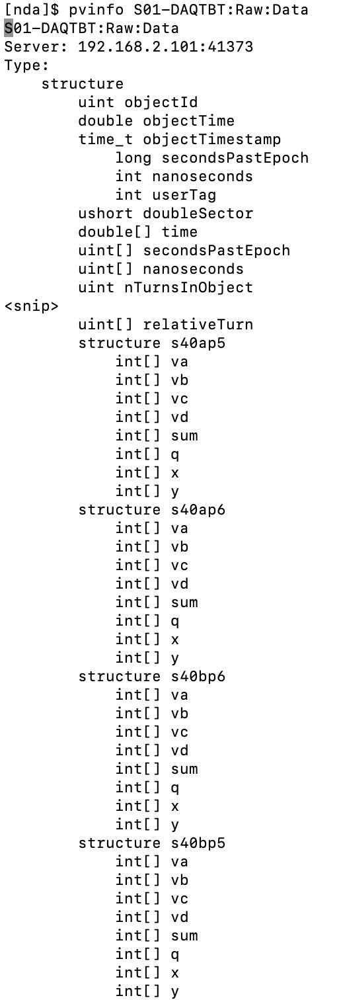 [nda]$ pvinfo S01-DAQTBT:Raw:Data
S01-DAQTBT:Raw:Data
Server: 192.168.2.101:41373
Type:
    structure
        uint objectId
        double objectTime
        time_t objectTimestamp
            long secondsPastEpoch
            int nanoseconds
            int userTag
        ushort doubleSector
        double[] time
        uint[] secondsPastEpoch
        uint[] nanoseconds
        uint nTurnsInObject
<snip>
        uint[] relativeTurn
        structure s40ap5
            int[] va
            int[] vb
            int[] vc
            int[] vd
            int[] sum
            int[] q
            int[] x
            int[] y
        structure s40ap6
            int[] va
            int[] vb
            int[] vc
            int[] vd
            int[] sum
            int[] q
            int[] x
            int[] y
        structure s40bp6
            int[] va
            int[] vb
            int[] vc
            int[] vd
            int[] sum
            int[] q
            int[] x
            int[] y
        structure s40bp5
            int[] va
            int[] vb
            int[] vc
            int[] vd
            int[] sum
            int[] q
            int[] x
            int[] y